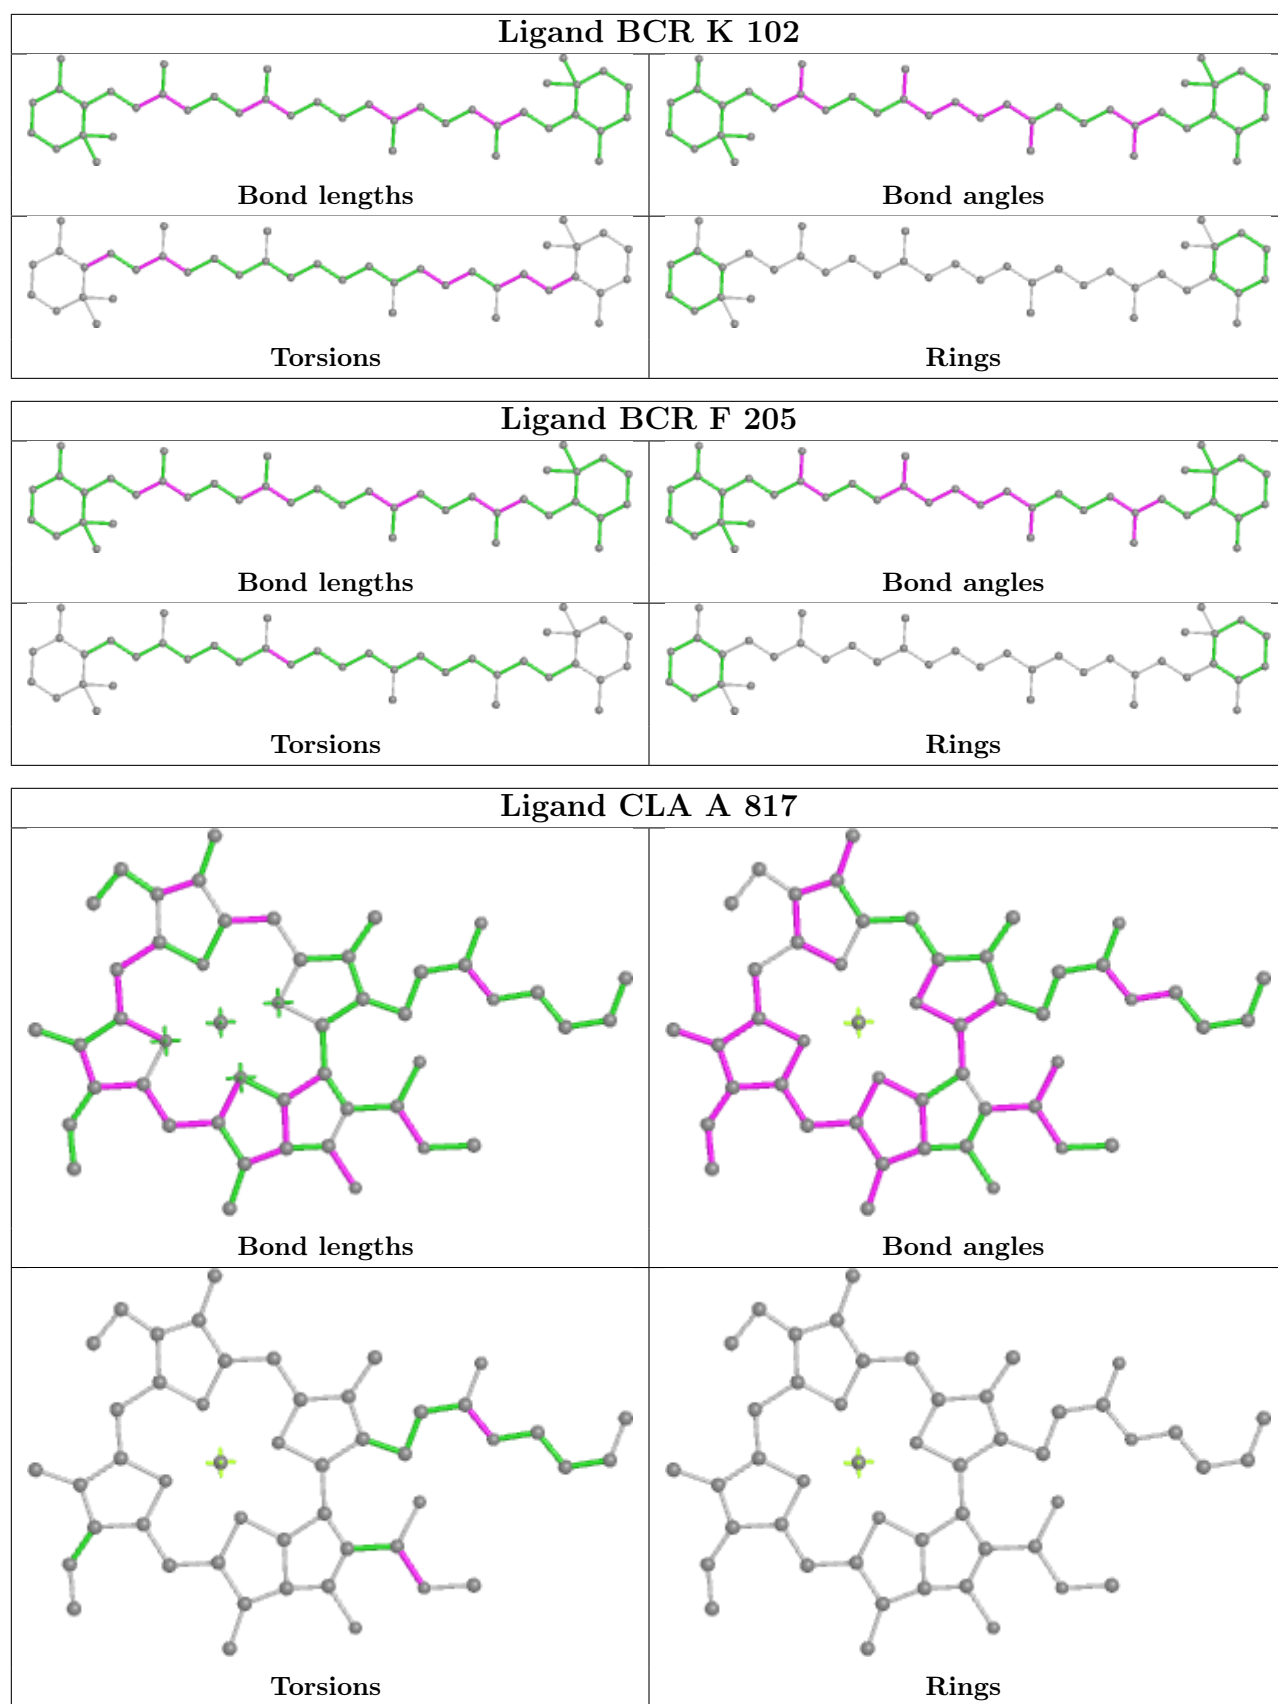 Ligand BCR K 102
Bond lengths Bond angles
Torsions Rings
Ligand BCR F 205
Bond lengths Bond angles
Torsions Rings
Ligand CLA A 817
Bond lengths Bond angles
Torsions Rings